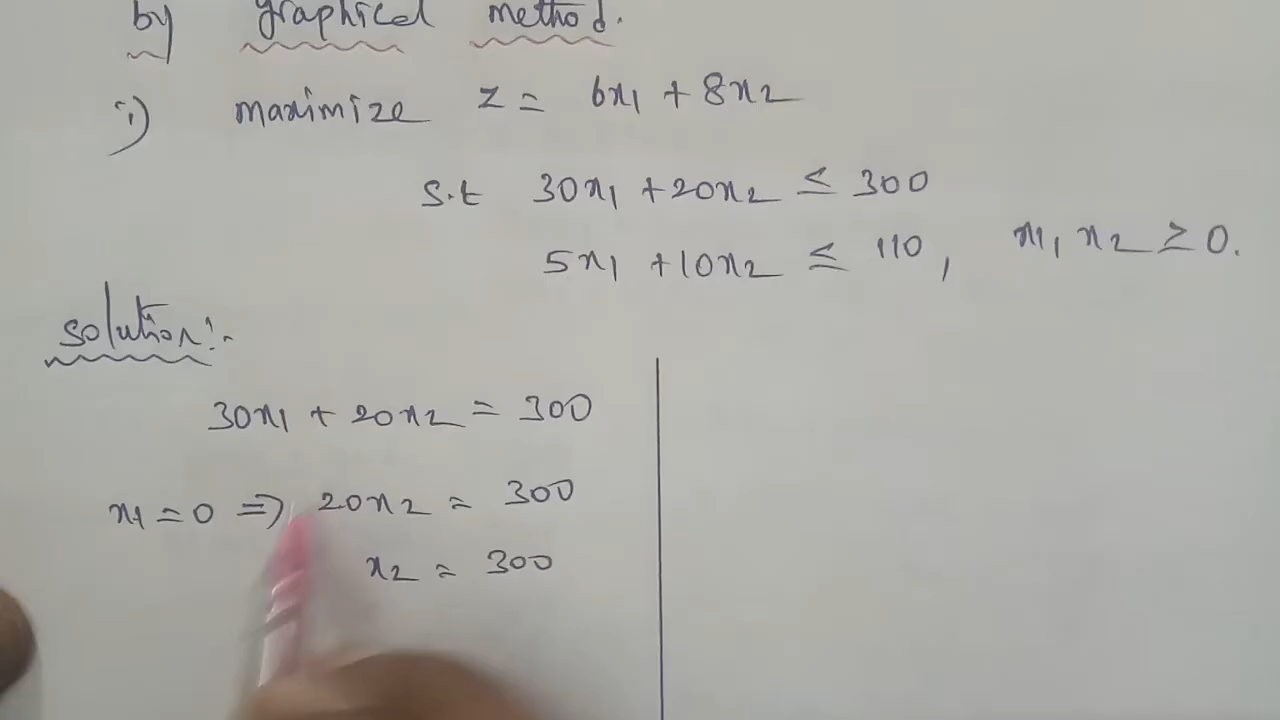 by graphical method.
i) maximize z = 6x1 + 8x2
s.t 30x1 + 20x2 ≤ 300
5x1 + 10x2 ≤ 110, x1, x2 ≥ 0.
solution:-
30x1 + 20x2 = 300
x1 = 0 ⇒ 20x2 = 300
x2 = 300